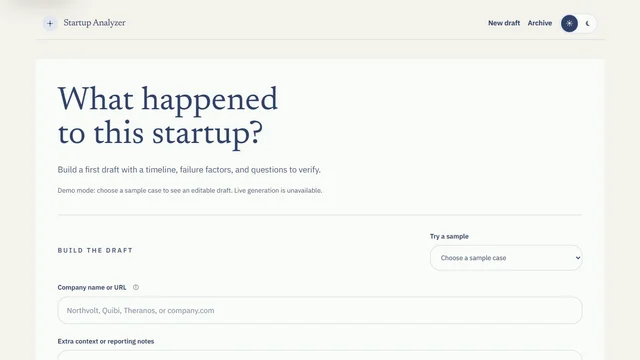 Startup Analyzer
New draft Archive
What happened
to this startup?
Build a first draft with a timeline, failure factors, and questions to verify.
Demo mode: choose a sample case to see an editable draft. Live generation is unavailable.
BUILD THE DRAFT
Try a sample
Choose a sample case
Company name or URL
Northvolt, Quibi, Theranos, or company.com
Extra context or reporting notes